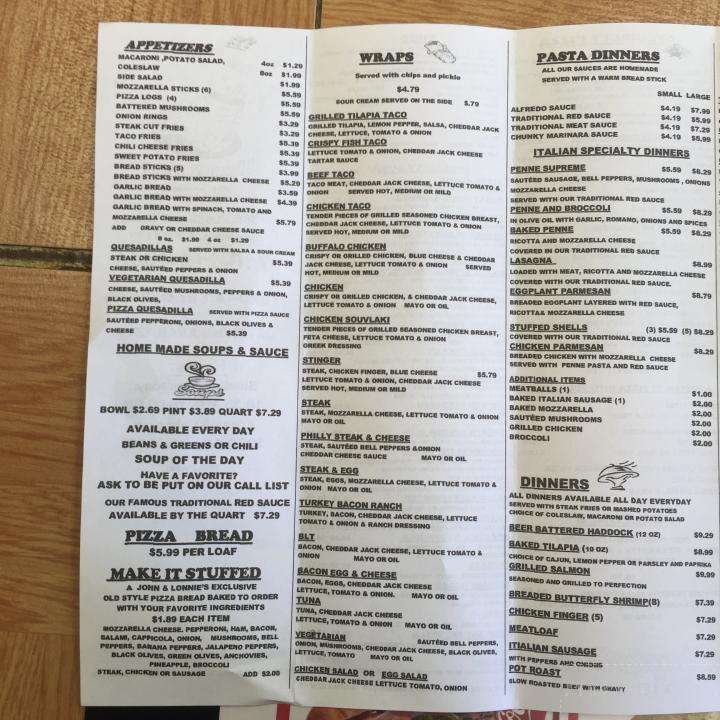 APPETIZERS
MACARONI ,POTATO SALAD,
COLESLAW 4oz $1.29
8oz $1.99
SIDE SALAD $1.99
MOZZARELLA STICKS (6) $5.59
PIZZA LOGS (4) $5.59
BATTERED MUSHROOMS $5.59
ONION RINGS $3.29
STEAK CUT FRIES $5.39
TACO FRIES $5.39
CHILI CHEESE FRIES $5.39
SWEET POTATO FRIES $3.99
BREAD STICKS (5)
BREAD STICKS WITH MOZZARELLA CHEESE $5.29
GARLIC BREAD $3.59
GARLIC BREAD WITH MOZZARELLA CHEESE $4.39
GARLIC BREAD WITH SPINACH, TOMATO AND
MOZZARELLA CHEESE $5.79
ADD GRAVY OR CHEDDAR CHEESE SAUCE
8 oz. $1.99 4 oz $1.29
QUESADILLAS SERVED WITH SALSA & SOUR CREAM
STEAK OR CHICKEN $5.39
CHEESE, SAUTÉED PEPPERS & ONION
VEGETARIAN QUESADILLA $5.39
CHEESE, SAUTÉED MUSHROOMS, PEPPERS & ONION,
BLACK OLIVES,
PIZZA QUESADILLA SERVED WITH PIZZA SAUCE
SAUTÉED PEPPERONI, ONIONS, BLACK OLIVES &
CHEESE $5.39
HOME MADE SOUPS & SAUCE
Soups
BOWL $2.69 PINT $3.89 QUART $7.29
AVAILABLE EVERY DAY
BEANS & GREENS OR CHILI
SOUP OF THE DAY
HAVE A FAVORITE?
ASK TO BE PUT ON OUR CALL LIST
OUR FAMOUS TRADITIONAL RED SAUCE
AVAILABLE BY THE QUART $7.29
PIZZA BREAD
$5.99 PER LOAF
MAKE IT STUFFED
A JOHN & LONNIE'S EXCLUSIVE
OLD STYLE PIZZA BREAD BAKED TO ORDER
WITH YOUR FAVORITE INGREDIENTS
$1.89 EACH ITEM
MOZZARELLA CHEESE, PEPPERONI, HAM, BACON,
SALAMI, CAPPICOLA, ONION, MUSHROOMS, BELL
PEPPERS, BANANA PEPPERS, JALAPENO PEPPERS,
BLACK OLIVES, GREEN OLIVES, ANCHOVIES,
PINEAPPLE, BROCCOLI
STEAK, CHICKEN OR SAUSAGE ADD $2.00
WRAPS
Served with chips and pickle
$4.79
SOUR CREAM SERVED ON THE SIDE $.79
GRILLED TILAPIA TACO
GRILLED TILAPIA, LEMON PEPPER, SALSA, CHEDDAR JACK
CHEESE, LETTUCE, TOMATO & ONION
CRISPY FISH STICKS
LETTUCE TOMATO & ONION, CHEDDAR JACK CHEESE
TARTAR SAUCE
BEEF TACO
TACO MEAT, CHEDDAR JACK CHEESE, LETTUCE TOMATO &
ONION SERVED HOT, MEDIUM OR MILD
CHICKEN TACO
TENDER PIECES OF GRILLED SEASONED CHICKEN BREAST,
CHEDDAR JACK CHEESE, LETTUCE TOMATO & ONION
SERVED HOT, MEDIUM OR MILD
BUFFALO CHICKEN
CRISPY OR GRILLED CHICKEN, BLUE CHEESE & CHEDDAR
JACK CHEESE, LETTUCE TOMATO & ONION SERVED
HOT, MEDIUM OR MILD
CHICKEN
CRISPY OR GRILLED CHICKEN, & CHEDDAR JACK CHEESE,
LETTUCE TOMATO & ONION MAYO OR OIL
CHICKEN SOUVLAKI
TENDER PIECES OF GRILLED SEASONED CHICKEN BREAST,
FETA CHEESE, LETTUCE TOMATO & ONION
GREEK DRESSING
STINGER
STEAK, CHICKEN FINGER, BLUE CHEESE $5.79
LETTUCE TOMATO & ONION, CHEDDAR JACK CHEESE
SERVED HOT, MEDIUM OR MILD
STEAK
STEAK, MOZZARELLA CHEESE, LETTUCE TOMATO & ONION
MAYO OR OIL
PHILLY STEAK & CHEESE
STEAK, SAUTÉED BELL PEPPERS &ONION
CHEDDAR CHEESE SAUCE MAYO OR OIL
STEAK & EGG
STEAK, EGGS, MOZZARELLA CHEESE, LETTUCE TOMATO &
ONION MAYO OR OIL
TURKEY BACON RANCH
TURKEY, BACON, CHEDDAR JACK CHEESE, LETTUCE
TOMATO & ONION & RANCH DRESSING
BLT
BACON, CHEDDAR JACK CHEESE, LETTUCE TOMATO &
ONION MAYO OR OIL
BACON EGG & CHEESE
BACON, EGGS, CHEDDAR JACK CHEESE
LETTUCE, TOMATO & ONION. MAYO OR OIL
TUNA
TUNA, CHEDDAR JACK CHEESE
LETTUCE, TOMATO & ONION MAYO OR OIL
VEGETARIAN SAUTÉED BELL PEPPERS,
ONION, MUSHROOMS, CHEDDAR JACK CHEESE, BLACK OLIVES,
LETTUCE, TOMATO MAYO OR OIL
CHICKEN SALAD OR EGG SALAD
CHEDDAR JACK CHEESE LETTUCE TOMATO, ONION
PASTA DINNERS
ALL OUR SAUCES ARE HOMEMADE
SERVED WITH A WARM BREAD STICK
SMALL LARGE
ALFREDO SAUCE $4.19 $7.99
TRADITIONAL RED SAUCE $4.19 $5.99
TRADITIONAL MEAT SAUCE $4.19 $7.29
CHUNKY MARINARA SAUCE $4.19 $5.99
ITALIAN SPECIALTY DINNERS
PENNE SUPREME $5.59 $8.29
SAUTÉED SAUSAGE, BELL PEPPERS, MUSHROOMS , ONIONS
MOZZARELLA CHEESE
SERVED WITH OUR TRADITIONAL RED SAUCE
PENNE AND BROCCOLI $5.59 $8.29
IN OLIVE OIL WITH GARLIC, ROMANO, ONIONS AND SPICES
BAKED PENNE $5.59 $8.29
RICOTTA AND MOZZARELLA CHEESE
COVERED IN OUR TRADITIONAL RED SAUCE
LASAGNA $8.99
LOADED WITH MEAT, RICOTTA AND MOZZARELLA CHEESE
COVERED WITH OUR TRADITIONAL RED SAUCE.
EGGPLANT PARMESAN $8.79
BREADED EGGPLANT LAYERED WITH RED SAUCE,
RICOTTA& MOZZARELLA CHEESE
STUFFED SHELLS (3) $5.59 (5) $8.29
COVERED WITH OUR TRADITIONAL RED SAUCE
CHICKEN PARMESAN $8.29
BREADED CHICKEN WITH MOZZARELLA CHEESE
SERVED WITH PENNE PASTA AND RED SAUCE
ADDITIONAL ITEMS
MEATBALLS (1) $1.00
BAKED ITALIAN SAUSAGE (1) $2.00
BAKED MOZZARELLA $2.00
SAUTÉED MUSHROOMS $2.00
GRILLED CHICKEN $2.00
BROCCOLI $2.00
DINNERS
ALL DINNERS AVAILABLE ALL DAY EVERYDAY
SERVED WITH STEAK FRIES OR MASHED POTATOES
CHOICE OF COLESLAW, MACARONI OR POTATO SALAD
BEER BATTERED HADDOCK (12 OZ) $9.29
BAKED TILAPIA (10 OZ) $8.99
CHOICE OF CAJUN, LEMON PEPPER OR PARSLEY AND PAPRIKA
GRILLED SALMON $9.99
SEASONED AND GRILLED TO PERFECTION
BREADED BUTTERFLY SHRIMP(8) $7.39
CHICKEN FINGER (5) $7.29
MEATLOAF $7.29
ITIALIAN SAUSAGE $7.29
WITH PEPPERS AND ONIONS
POT ROAST $8.59
SLOW ROASTED BEEF WITH GRAVY